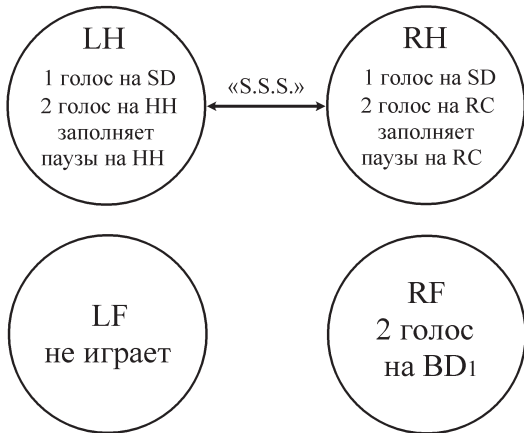 LH
1 голос на SD
2 голос на HH
заполняет
паузы на HH
«S.S.S.»
RH
1 голос на SD
2 голос на RC
заполняет
паузы на RC
LF
не играет
RF
2 голос
на BD1